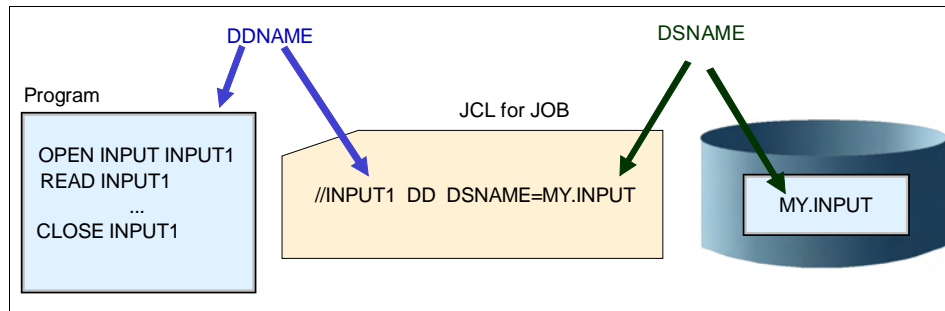 DDNAME
DSNAME
Program
JCL for JOB
OPEN INPUT INPUT1
READ INPUT1
...
CLOSE INPUT1
//INPUT1 DD DSNAME=MY.INPUT
MY.INPUT